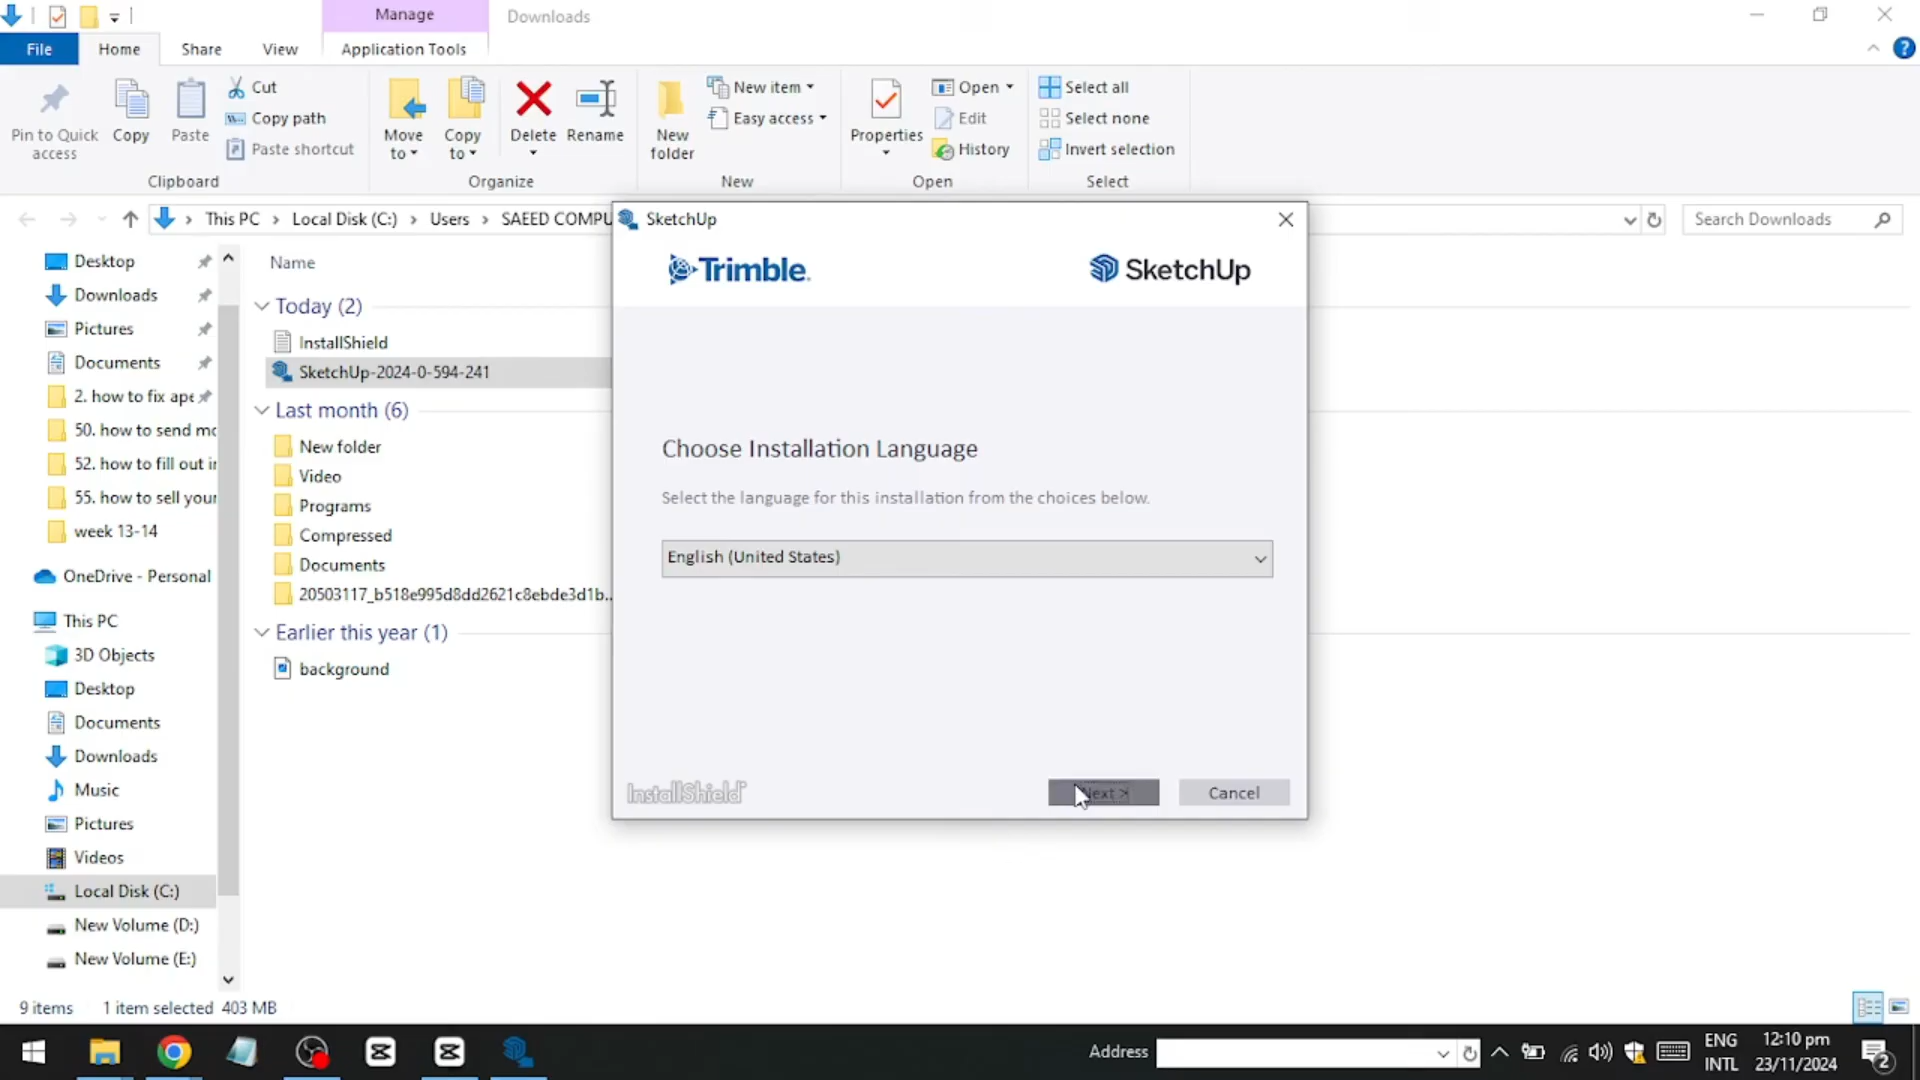 Manage
Downloads
File
Home
Share
View
Application Tools
Pin to Quick access
Copy
Paste
Cut
Copy path
Paste shortcut
Clipboard
Move to
Copy to
Delete
Rename
Organize
New folder
New item
Easy access
New
Properties
Open
Edit
History
Open
Select all
Select none
Invert selection
Select
This PC > Local Disk (C:) > Users > SAEED COMPU
Search Downloads
Desktop
Downloads
Pictures
Documents
2. how to fix ape
50. how to send mo
52. how to fill out in
55. how to sell your
week 13-14
OneDrive - Personal
This PC
3D Objects
Desktop
Documents
Downloads
Music
Pictures
Videos
Local Disk (C:)
New Volume (D:)
New Volume (E:)
Name
Today (2)
InstallShield
SketchUp-2024-0-594-241
Last month (6)
New folder
Video
Programs
Compressed
Documents
20503117_b518e995d8dd2621c8ebde3d1b...
Earlier this year (1)
background
SketchUp
Trimble.
SketchUp
Choose Installation Language
Select the language for this installation from the choices below.
English (United States)
InstallShield
Next >
Cancel
9 items
1 item selected 403 MB
Address
ENG
INTL
12:10 pm
23/11/2024
2